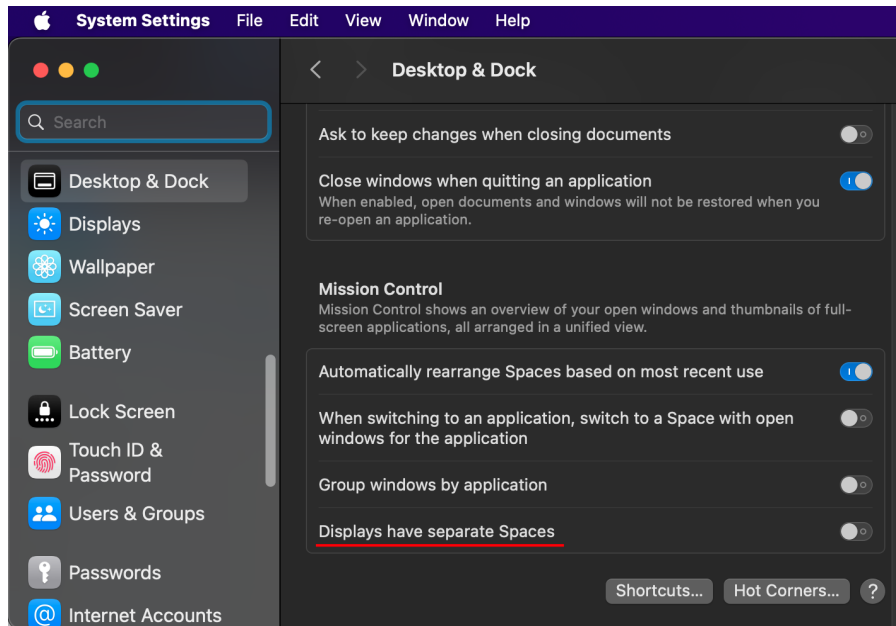 System Settings File Edit View Window Help
Desktop & Dock
Search
Desktop & Dock
Displays
Wallpaper
Screen Saver
Battery
Lock Screen
Touch ID &
Password
Users & Groups
Passwords
Internet Accounts
Ask to keep changes when closing documents
Close windows when quitting an application
When enabled, open documents and windows will not be restored when you
re-open an application.
Mission Control
Mission Control shows an overview of your open windows and thumbnails of full-
screen applications, all arranged in a unified view.
Automatically rearrange Spaces based on most recent use
When switching to an application, switch to a Space with open
windows for the application
Group windows by application
Displays have separate Spaces
Shortcuts... Hot Corners... ?